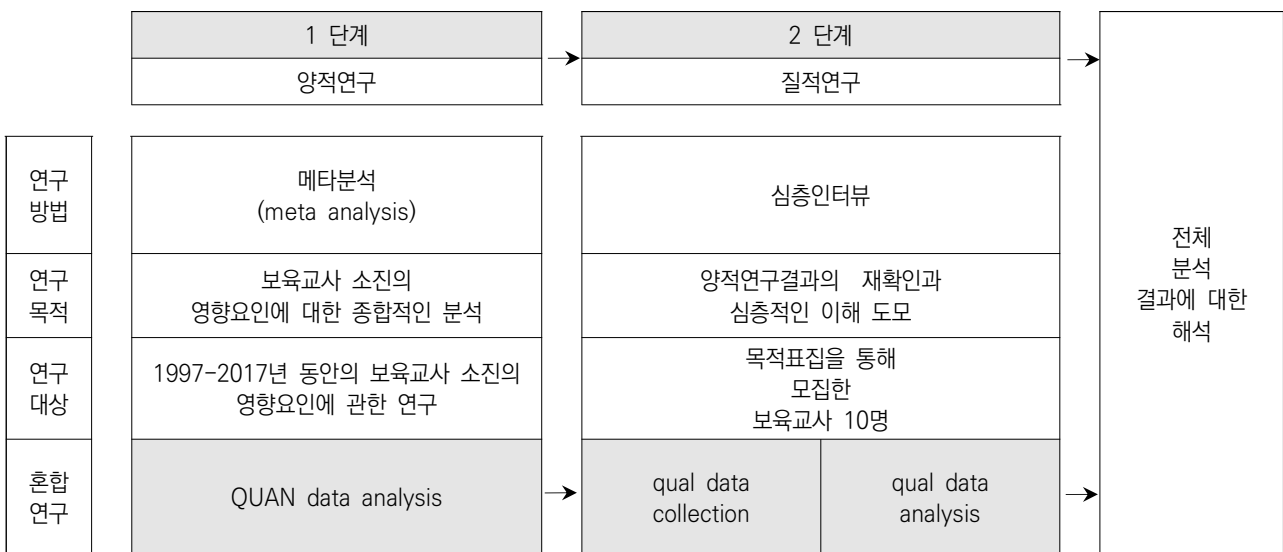 1 단계
2 단계
양적연구
질적연구
연구
방법
메타분석
(meta analysis)
심층인터뷰
연구
목적
보육교사 소진의
영향요인에 대한 종합적인 분석
양적연구결과의 재확인과
심층적인 이해 도모
연구
대상
1997-2017년 동안의 보육교사 소진의
영향요인에 관한 연구
목적표집을 통해
모집한
보육교사 10명
혼합
연구
QUAN data analysis
qual data
collection
qual data
analysis
전체
분석
결과에 대한
해석